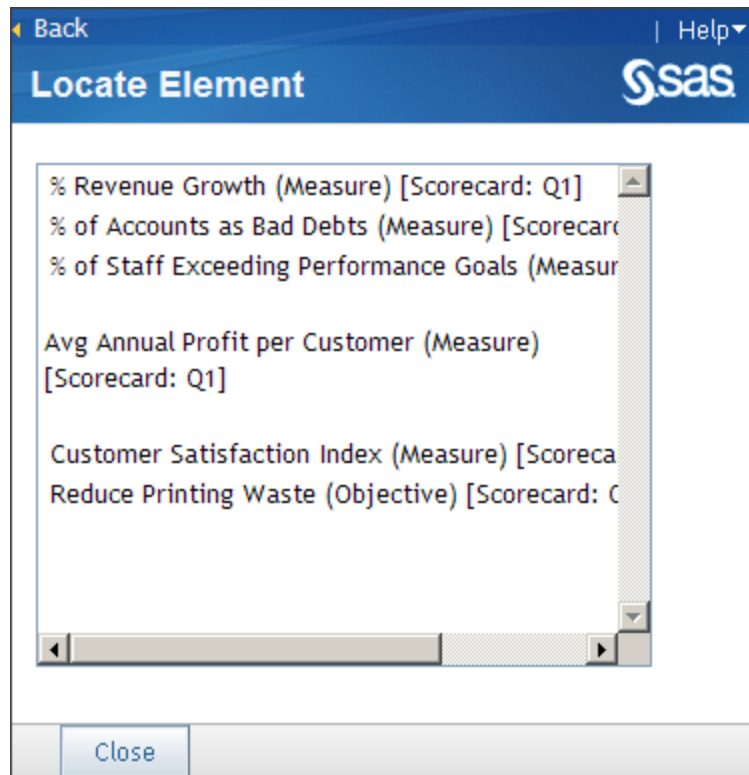 Back | Help
Locate Element
sas
% Revenue Growth (Measure) [Scorecard: Q1]
% of Accounts as Bad Debts (Measure) [Scorecard
% of Staff Exceeding Performance Goals (Measur
Avg Annual Profit per Customer (Measure)
[Scorecard: Q1]
Customer Satisfaction Index (Measure) [Scoreca
Reduce Printing Waste (Objective) [Scorecard:
Close